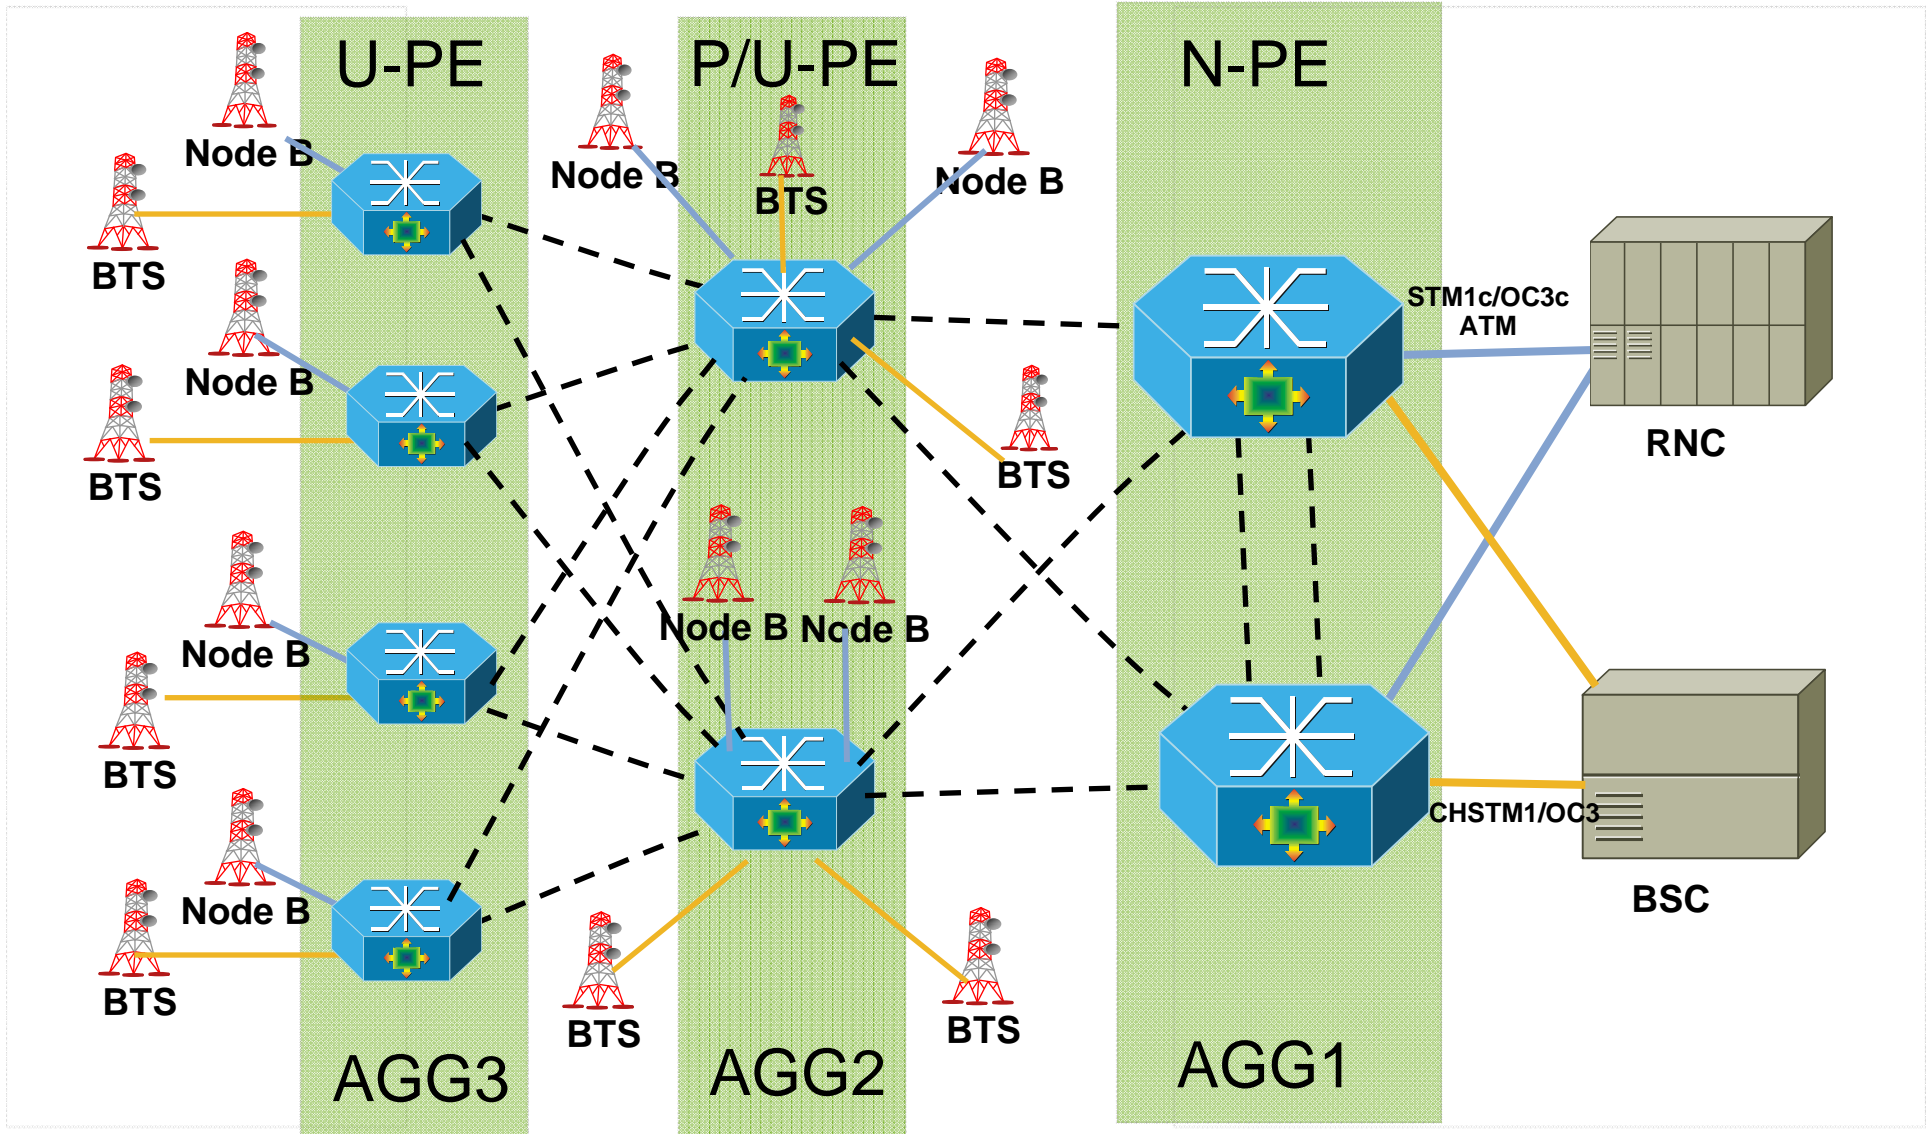 U-PE
P/U-PE
N-PE
Node B
Node B
BTS
Node B
BTS
Node B
BTS
STM1c/OC3c
ATM
RNC
BTS
Node B
Node B
Node B
BTS
CHSTM1/OC3
BSC
Node B
BTS
BTS
BTS
BTS
AGG3
AGG2
AGG1